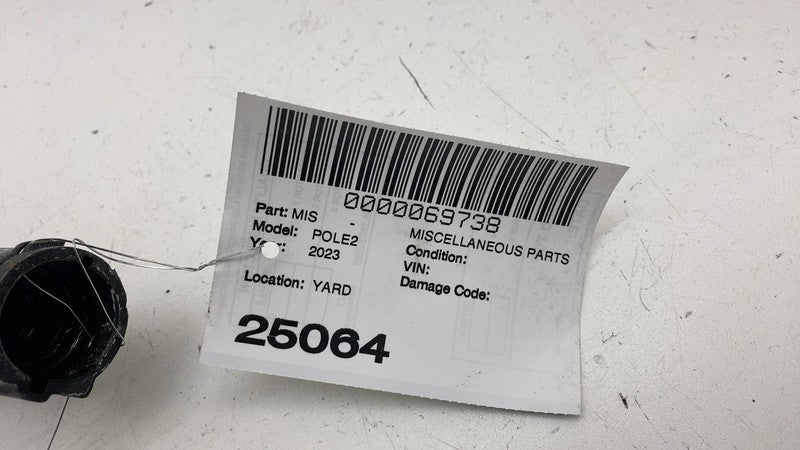 0000069738
Part: MIS - MISCELLANEOUS PARTS
Model: POLE2 Condition:
Year: 2023 VIN:
Damage Code:
Location: YARD
25064